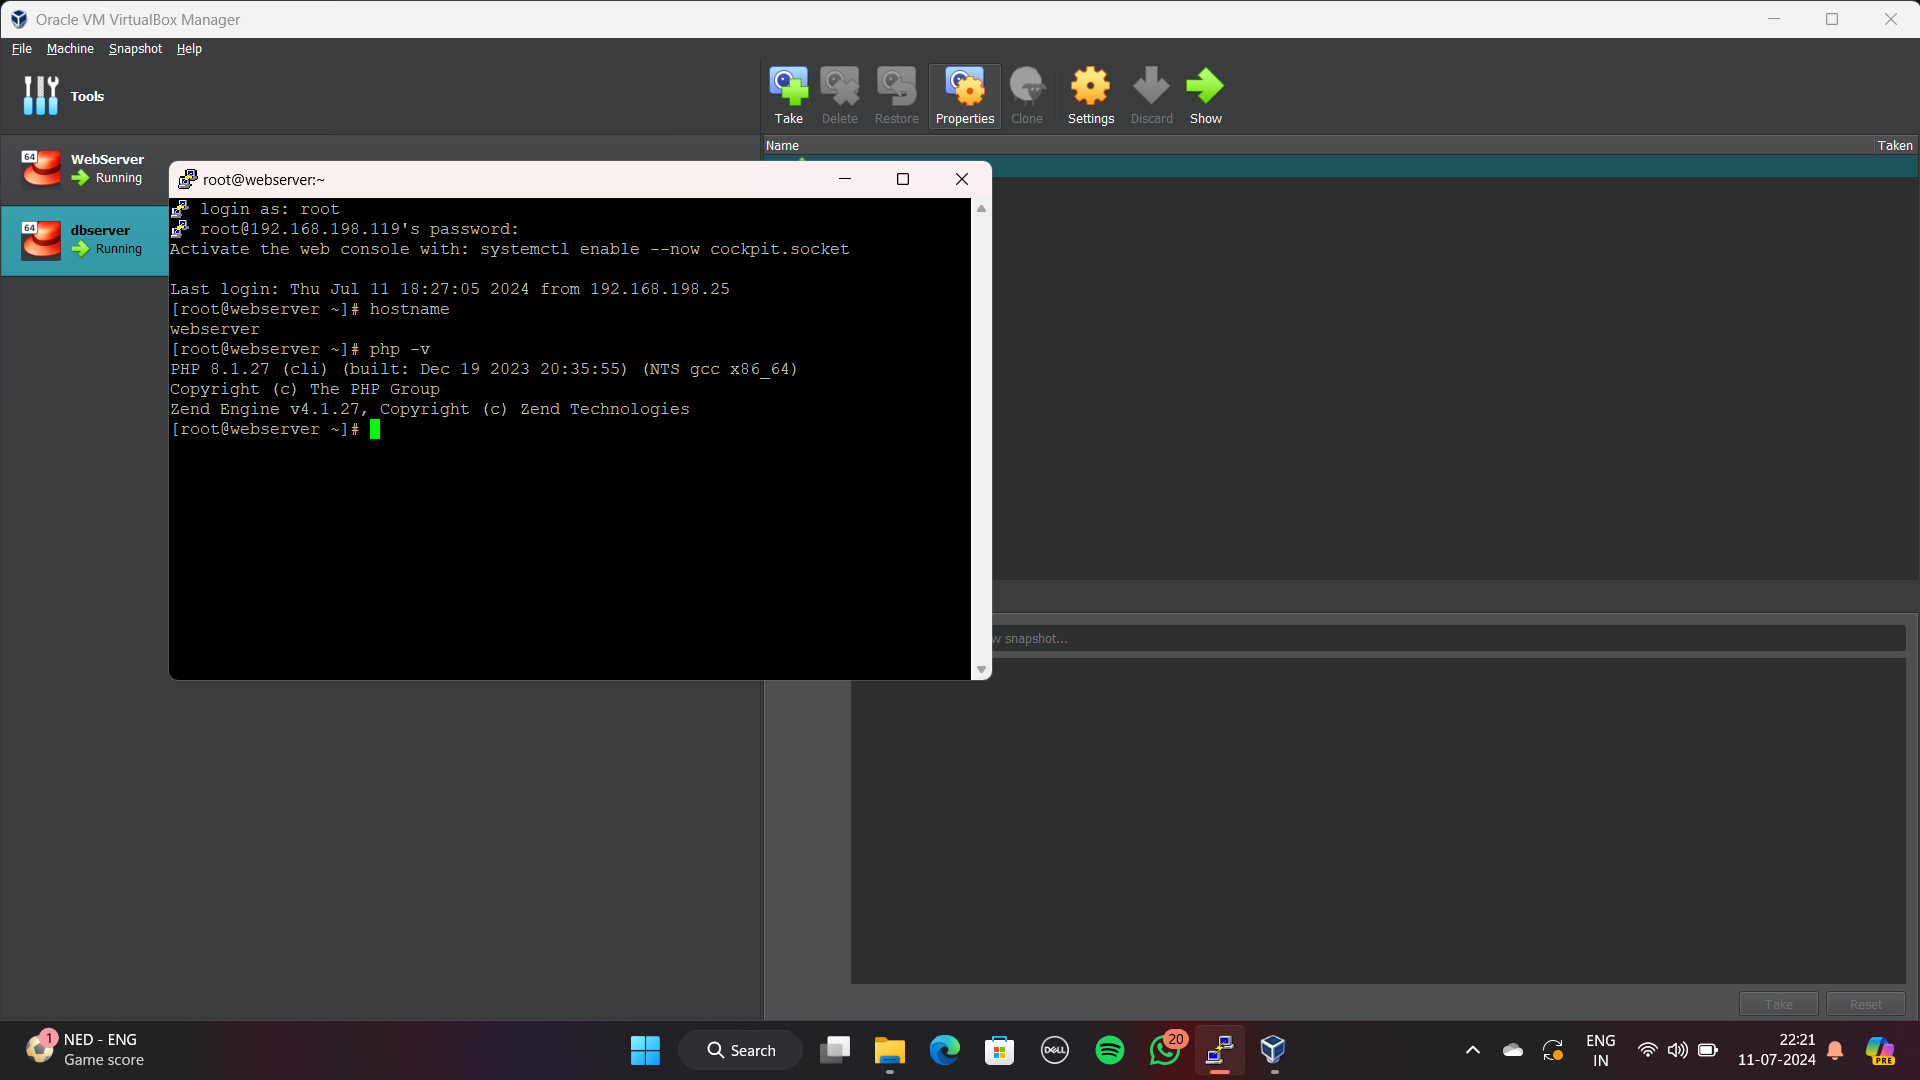 Oracle VM VirtualBox Manager
File Machine Snapshot Help
Tools
Take Delete Restore Properties Clone Settings Discard Show
Name Taken
64 WebServer
Running
64 dbserver
Running
root@webserver:~
login as: root
root@192.168.198.119's password:
Activate the web console with: systemctl enable --now cockpit.socket
Last login: Thu Jul 11 18:27:05 2024 from 192.168.198.25
[root@webserver ~]# hostname
webserver
[root@webserver ~]# php -v
PHP 8.1.27 (cli) (built: Dec 19 2023 20:35:55) (NTS gcc x86_64)
Copyright (c) The PHP Group
Zend Engine v4.1.27, Copyright (c) Zend Technologies
[root@webserver ~]#
w snapshot...
Take Reset
1 NED - ENG
Game score
Search
DELL
20
ENG
IN
22:21
11-07-2024
PRE